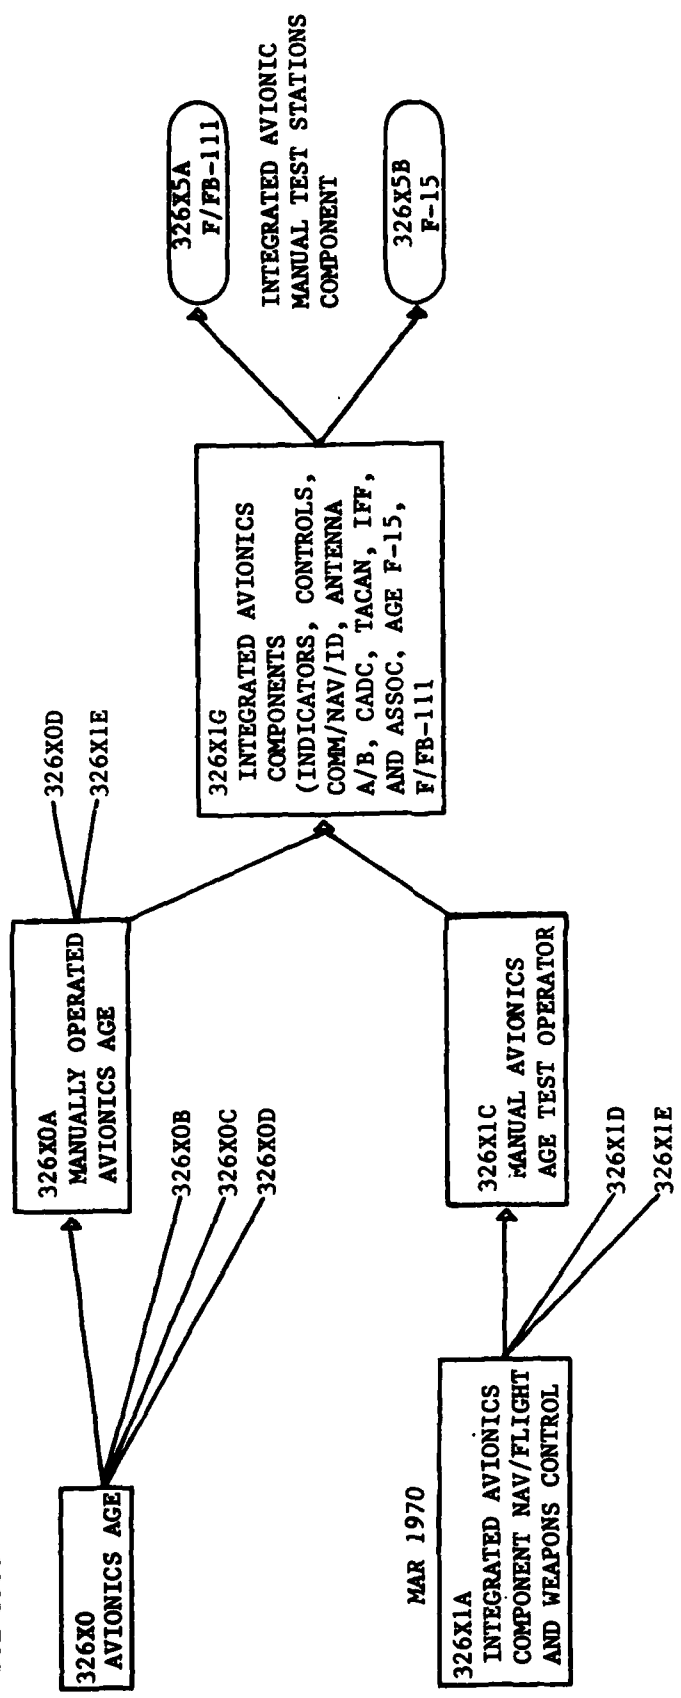 326X0
AVIONICS AGE
326X0B
326X0C
326X0D
326X0A
MANUALLY OPERATED
AVIONICS AGE
326X0D
326X1E
MAR 1970
326X1A
INTEGRATED AVIONICS
COMPONENT NAV/FLIGHT
AND WEAPONS CONTROL
326X1D
326X1E
326X1C
MANUAL AVIONICS
AGE TEST OPERATOR
326X1G
INTEGRATED AVIONICS
COMPONENTS
(INDICATORS, CONTROLS,
COMM/NAV/ID, ANTENNA
A/B, CADC, TACAN, IFF,
AND ASSOC, AGE F-15,
F/FB-111
326X5A
F/FB-111
INTEGRATED AVIONIC
MANUAL TEST STATIONS
COMPONENT
326X5B
F-15